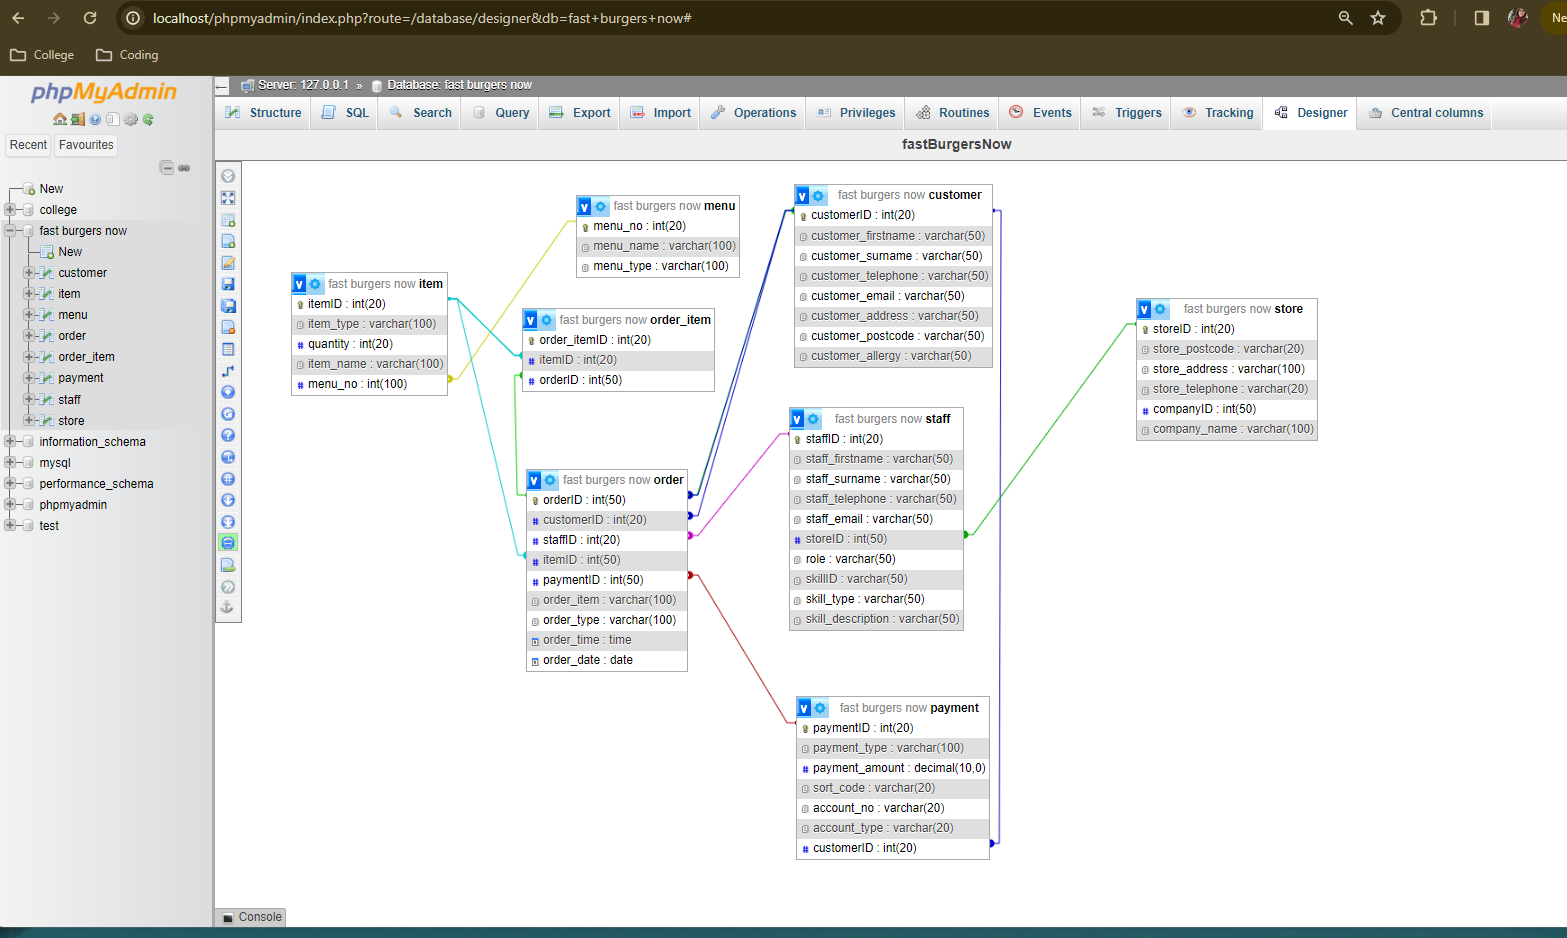 localhost/phpmyadmin/index.php?route=/database/designer&db=fast+burgers+now#
Ne
College
Coding
phpMyAdmin
Recent
Favourites
New
college
fast burgers now
New
customer
item
menu
order
order_item
payment
staff
store
information_schema
mysql
performance_schema
phpmyadmin
test
Server: 127.0.0.1 » Database: fast burgers now
Structure
SQL
Search
Query
Export
Import
Operations
Privileges
Routines
Events
Triggers
Tracking
Designer
Central columns
fastBurgersNow
fast burgers now menu
menu_no : int(20)
menu_name : varchar(100)
menu_type : varchar(100)
fast burgers now customer
customerID : int(20)
customer_firstname : varchar(50)
customer_surname : varchar(50)
customer_telephone : varchar(50)
customer_email : varchar(50)
customer_address : varchar(50)
customer_postcode : varchar(50)
customer_allergy : varchar(50)
fast burgers now item
itemID : int(20)
item_type : varchar(100)
quantity : int(20)
item_name : varchar(100)
menu_no : int(100)
fast burgers now order_item
order_itemID : int(20)
itemID : int(20)
orderID : int(50)
fast burgers now store
storeID : int(20)
store_postcode : varchar(20)
store_address : varchar(100)
store_telephone : varchar(20)
companyID : int(50)
company_name : varchar(100)
fast burgers now staff
staffID : int(20)
staff_firstname : varchar(50)
staff_surname : varchar(50)
staff_telephone : varchar(50)
staff_email : varchar(50)
storeID : int(50)
role : varchar(50)
skillID : varchar(50)
skill_type : varchar(50)
skill_description : varchar(50)
fast burgers now order
orderID : int(50)
customerID : int(20)
staffID : int(20)
itemID : int(50)
paymentID : int(50)
order_item : varchar(100)
order_type : varchar(100)
order_time : time
order_date : date
fast burgers now payment
paymentID : int(20)
payment_type : varchar(100)
payment_amount : decimal(10,0)
sort_code : varchar(20)
account_no : varchar(20)
account_type : varchar(20)
customerID : int(20)
Console